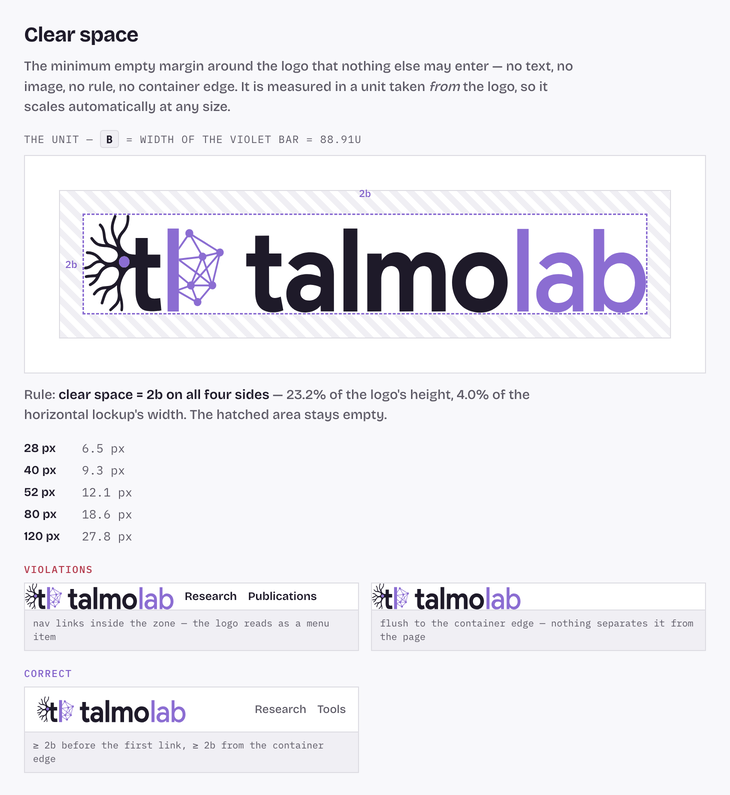 Clear space
The minimum empty margin around the logo that nothing else may enter — no text, no
image, no rule, no container edge. It is measured in a unit taken from the logo, so it
scales automatically at any size.
THE UNIT — B = WIDTH OF THE VIOLET BAR = 88.91U
2b
2b
tl talmolab
Rule: clear space = 2b on all four sides — 23.2% of the logo's height, 4.0% of the
horizontal lockup's width. The hatched area stays empty.
28 px 6.5 px
40 px 9.3 px
52 px 12.1 px
80 px 18.6 px
120 px 27.8 px
VIOLATIONS
tl talmolab Research Publications
nav links inside the zone — the logo reads as a menu
item
tl talmolab
flush to the container edge — nothing separates it from
the page
CORRECT
tl talmolab Research Tools
≥ 2b before the first link, ≥ 2b from the container
edge